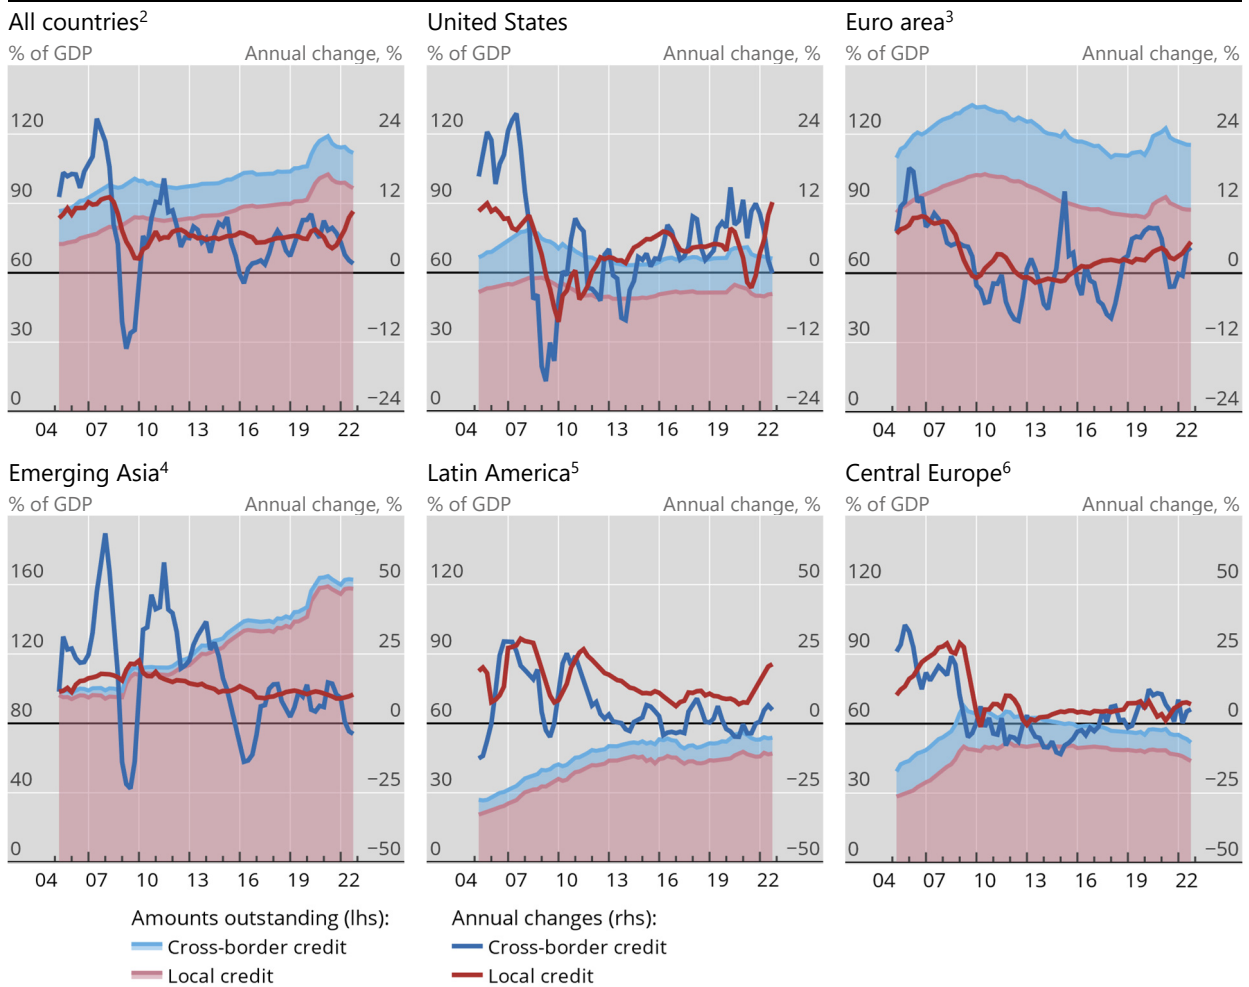 All countries² United States Euro area³
% of GDP Annual change, % % of GDP Annual change, % % of GDP Annual change, %
120 24 120 24 120 24
90 12 90 12 90 12
60 0 60 0 60 0
30 −12 30 −12 30 −12
0 −24 0 −24 0 −24
04 07 10 13 16 19 22 04 07 10 13 16 19 22 04 07 10 13 16 19 22
Emerging Asia⁴ Latin America⁵ Central Europe⁶
% of GDP Annual change, % % of GDP Annual change, % % of GDP Annual change, %
160 50 120 50 120 50
120 25 90 25 90 25
80 0 60 0 60 0
40 −25 30 −25 30 −25
0 −50 0 −50 0 −50
04 07 10 13 16 19 22 04 07 10 13 16 19 22 04 07 10 13 16 19 22
Amounts outstanding (lhs): Annual changes (rhs):
Cross-border credit Cross-border credit
Local credit Local credit